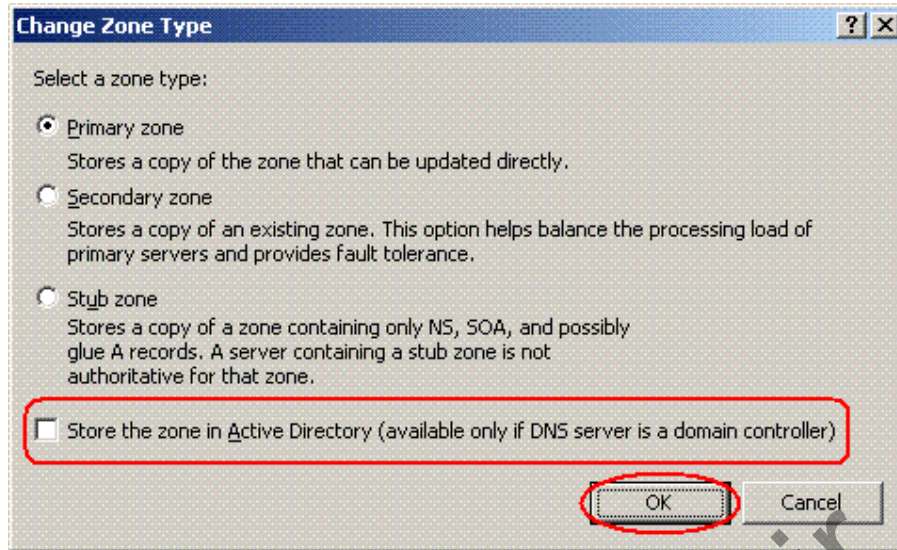 Change Zone Type
Select a zone type:
Primary zone
Stores a copy of the zone that can be updated directly.
Secondary zone
Stores a copy of an existing zone. This option helps balance the processing load of
primary servers and provides fault tolerance.
Stub zone
Stores a copy of a zone containing only NS, SOA, and possibly
glue A records. A server containing a stub zone is not
authoritative for that zone.
Store the zone in Active Directory (available only if DNS server is a domain controller)
OK
Cancel